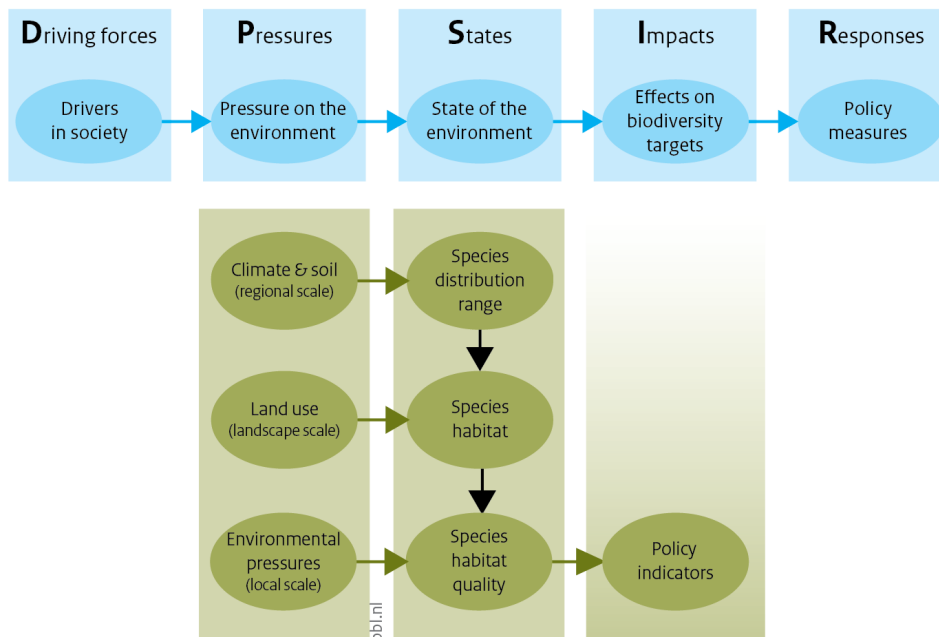 Driving forces
Pressures
States
Impacts
Responses
Drivers
in society
Pressure on the
environment
State of the
environment
Effects on
biodiversity
targets
Policy
measures
Climate & soil
(regional scale)
Species
distribution
range
Land use
(landscape scale)
Species
habitat
Environmental
pressures
(local scale)
Species
habitat
quality
Policy
indicators
pbl.nl